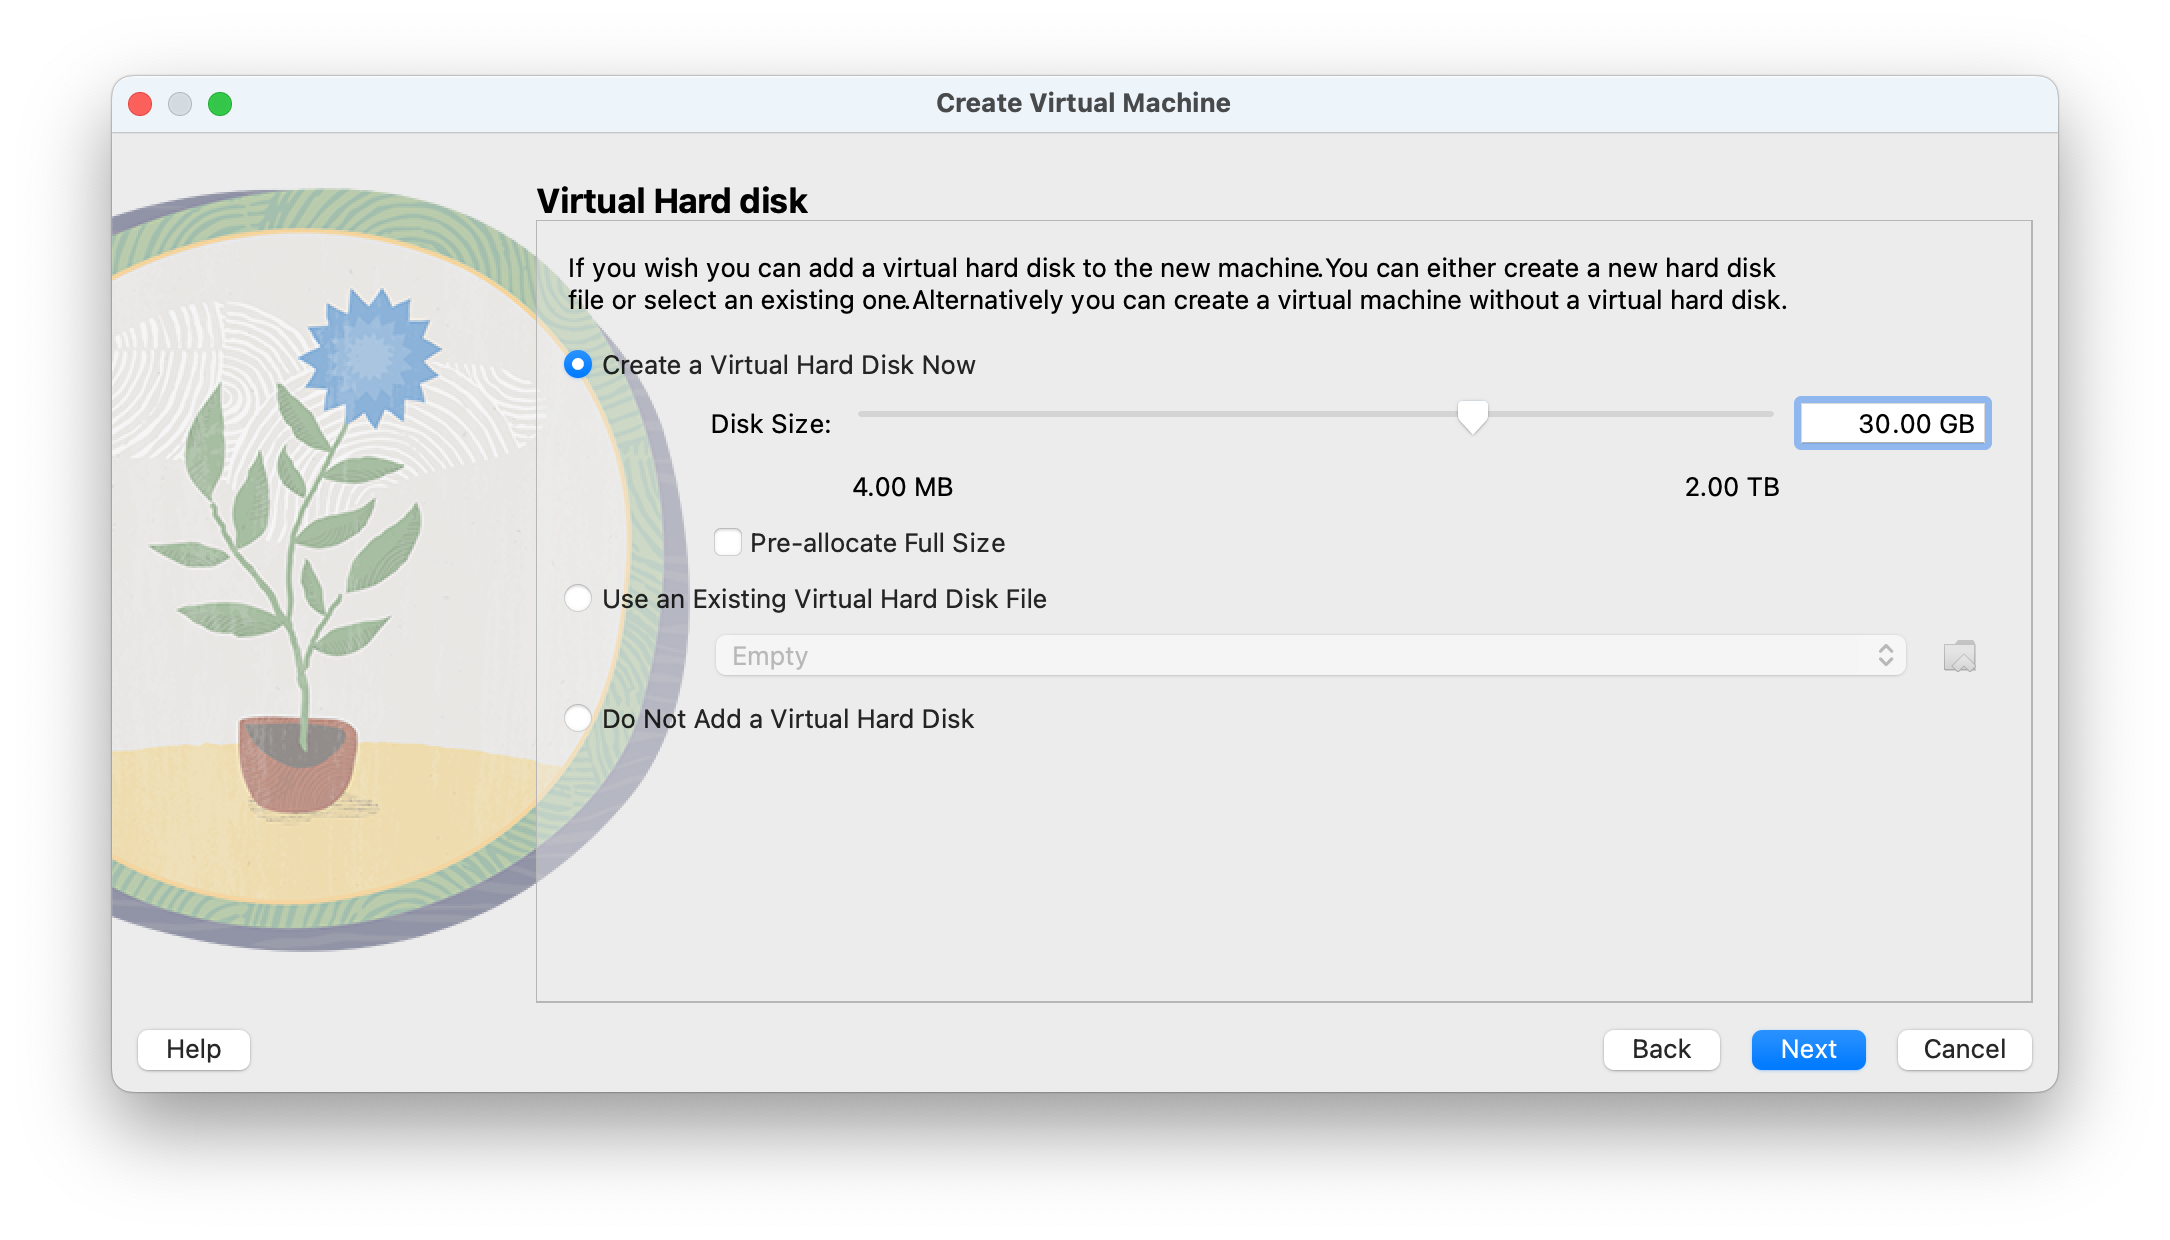 Create Virtual Machine
Virtual Hard disk
If you wish you can add a virtual hard disk to the new machine.You can either create a new hard disk
file or select an existing one.Alternatively you can create a virtual machine without a virtual hard disk.
Create a Virtual Hard Disk Now
Disk Size:
30.00 GB
4.00 MB
2.00 TB
Pre-allocate Full Size
Use an Existing Virtual Hard Disk File
Empty
Do Not Add a Virtual Hard Disk
Help
Back
Next
Cancel